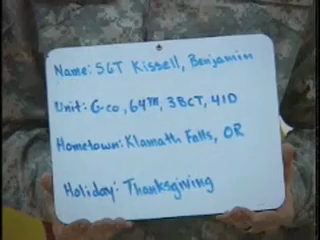 Name: SGT Kissell, Benjamin
Unit: G-co, 64TH, 3BCT, 4ID
Hometown: Klamath Falls, OR
Holiday: Thanksgiving